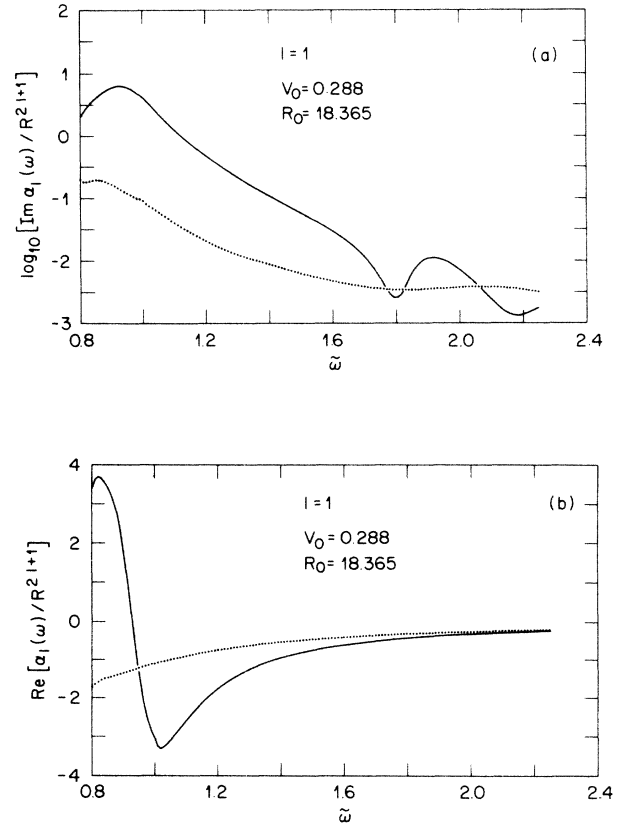 2
1
0
-1
-2
-3
log₁₀ [Im αₗ(ω) / R²ˡ⁺¹]
l = 1
V₀ = 0.288
R₀ = 18.365
(a)
0.8
1.2
1.6
2.0
2.4
ω̃
4
2
0
-2
-4
Re [αₗ(ω) / R²ˡ⁺¹]
l = 1
V₀ = 0.288
R₀ = 18.365
(b)
0.8
1.2
1.6
2.0
2.4
ω̃